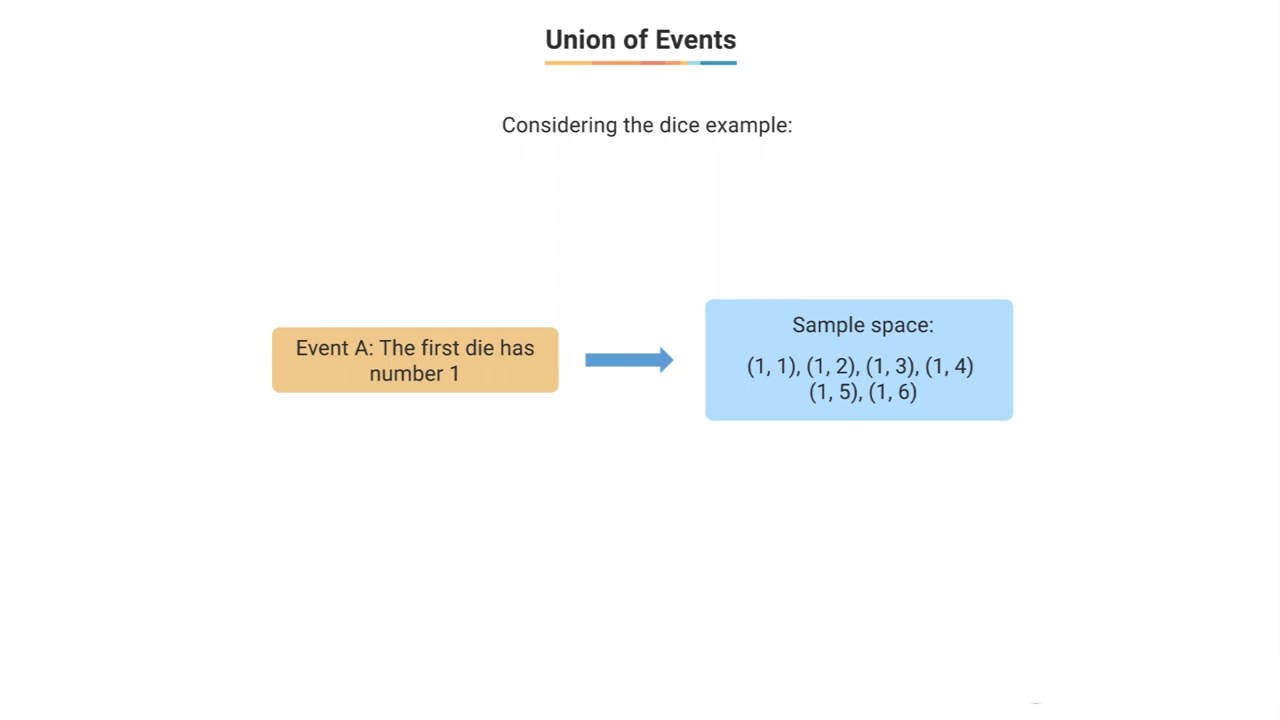 Union of Events
Considering the dice example:
Event A: The first die has
number 1
Sample space:
(1, 1), (1, 2), (1, 3), (1, 4)
(1, 5), (1, 6)